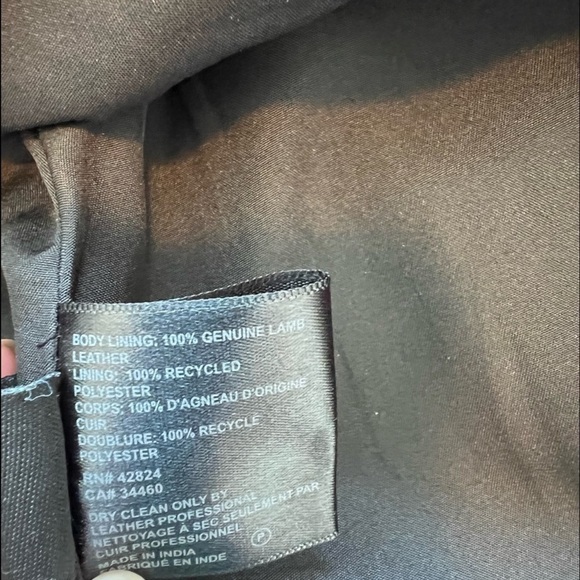 BODY LINING: 100% GENUINE LAMB
LEATHER
LINING: 100% RECYCLED
POLYESTER
CORPS: 100% D'AGNEAU D'ORIGINE
CUIR
DOUBLURE: 100% RECYCLE
POLYESTER
RN# 42824
CA# 34460
DRY CLEAN ONLY BY
LEATHER PROFESSIONAL
NETTOYAGE À SEC SEULEMENT PAR
CUIR PROFESSIONNEL
MADE IN INDIA
FABRIQUE EN INDE
P